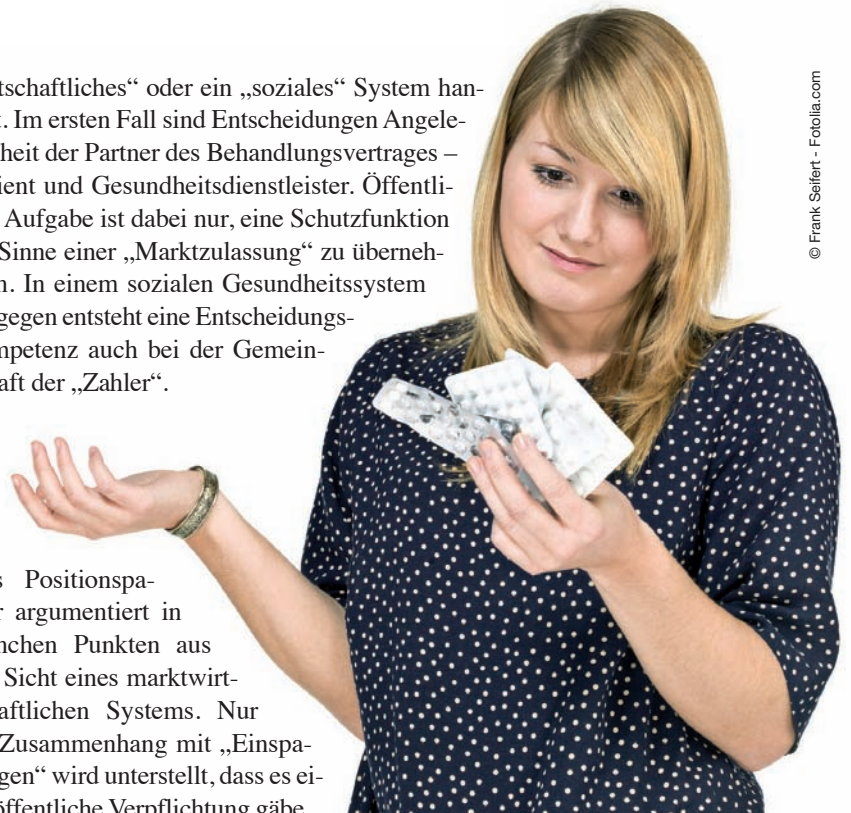 tschaftliches“ oder ein „soziales“ System han-
t. Im ersten Fall sind Entscheidungen Angele-
heit der Partner des Behandlungsvertrages –
ient und Gesundheitsdienstleister. Öffentli-
Aufgabe ist dabei nur, eine Schutzfunktion
Sinne einer „Marktzulassung“ zu überneh-
n. In einem sozialen Gesundheitssystem
gegen entsteht eine Entscheidungs-
mpetenz auch bei der Gemein-
aft der „Zahler“.
s Positionspa-
r argumentiert in
nchen Punkten aus
Sicht eines marktwirt-
aftlichen Systems. Nur
Zusammenhang mit „Einspa-
gen“ wird unterstellt, dass es ei-
öffentliche Verpflichtung gäbe
© Frank Seifert - Fotolia.com